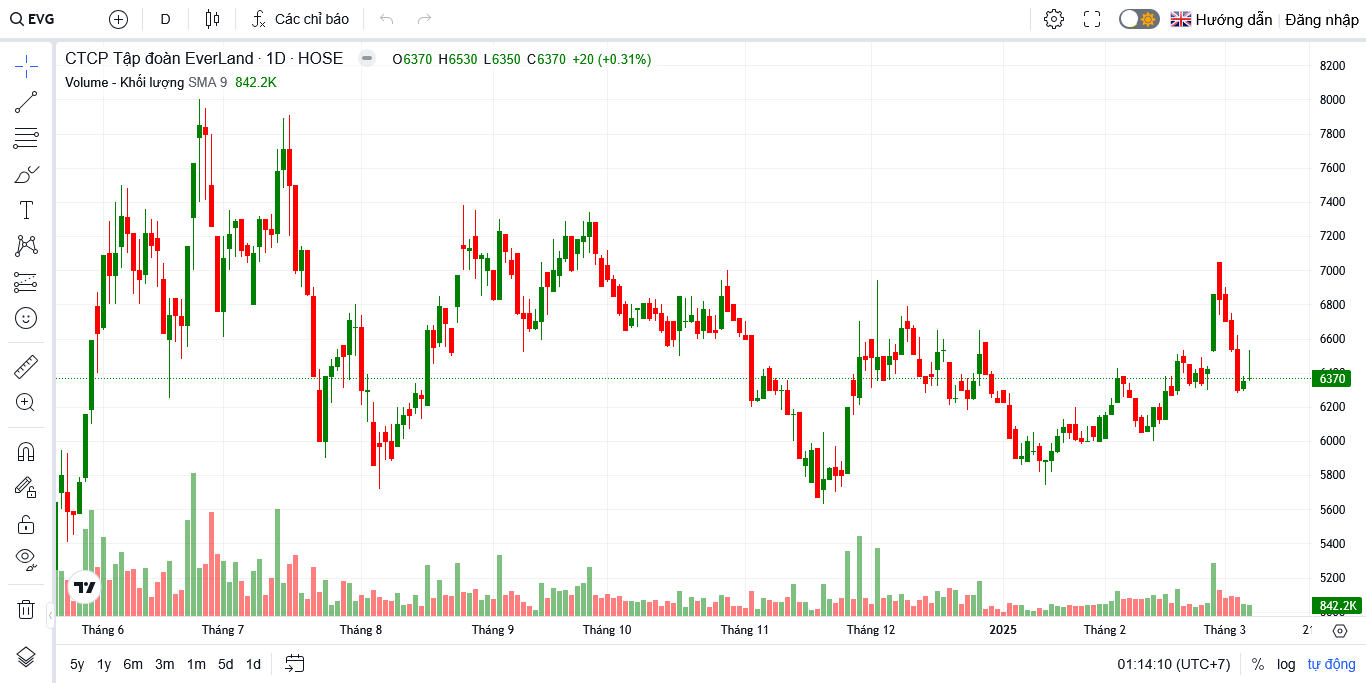 EVG D Các chỉ báo Hướng dẫn Đăng nhập
CTCP Tập đoàn EverLand · 1D · HOSE O6370 H6530 L6350 C6370 +20 (+0.31%)
Volume - Khối lượng SMA 9 842.2K
8200
8000
7800
7600
7400
7200
7000
6800
6600
6370
6200
6000
5800
5600
5400
5200
842.2K
Tháng 6 Tháng 7 Tháng 8 Tháng 9 Tháng 10 Tháng 11 Tháng 12 2025 Tháng 2 Tháng 3
5y 1y 6m 3m 1m 5d 1d 01:14:10 (UTC+7) % log tự động